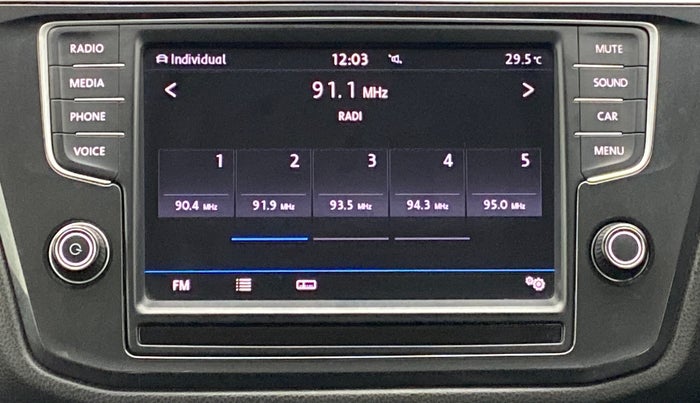 RADIO
MEDIA
PHONE
VOICE
Individual 12:03 29.5 °C
< 91.1 MHz >
RADI
1 2 3 4 5
90.4 MHz 91.9 MHz 93.5 MHz 94.3 MHz 95.0 MHz
FM
MUTE
SOUND
CAR
MENU